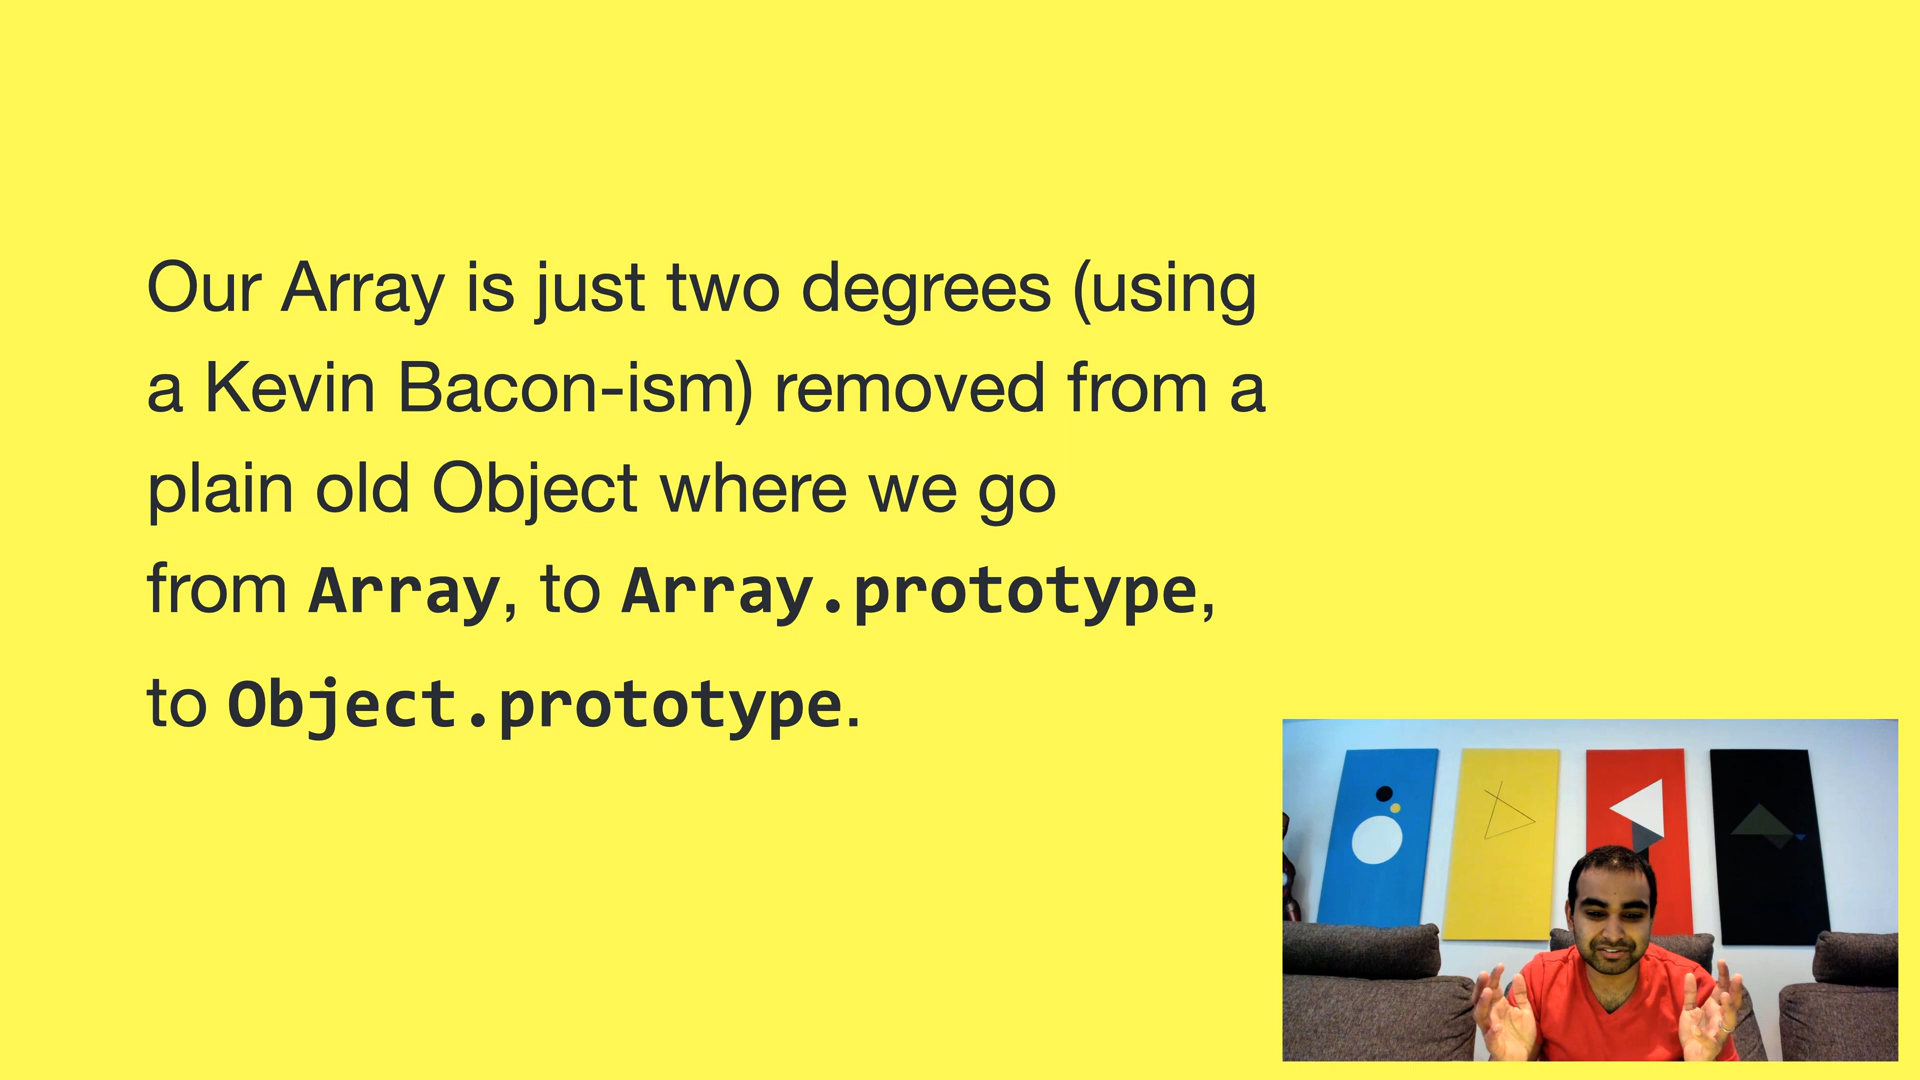 Our Array is just two degrees (using
a Kevin Bacon-ism) removed from a
plain old Object where we go
from Array, to Array.prototype,
to Object.prototype.